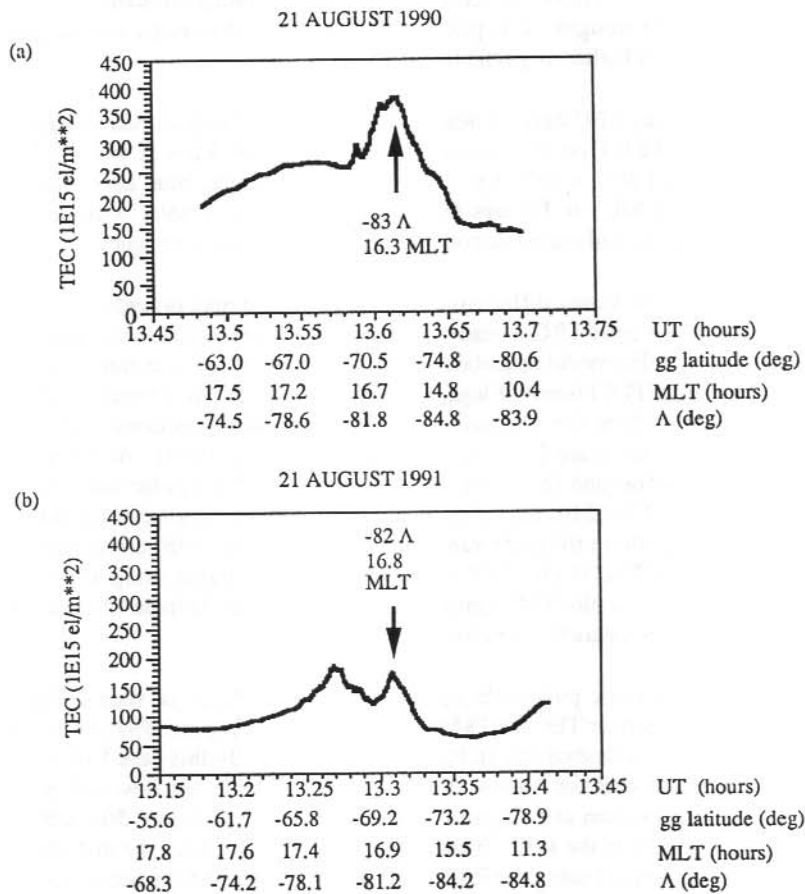 21 AUGUST 1990
(a)
TEC (1E15 el/m**2)
450
400
350
300
250
200
150
100
50
0
-83 Λ
16.3 MLT
13.45 13.5 13.55 13.6 13.65 13.7 13.75 UT (hours)
-63.0 -67.0 -70.5 -74.8 -80.6 gg latitude (deg)
17.5 17.2 16.7 14.8 10.4 MLT (hours)
-74.5 -78.6 -81.8 -84.8 -83.9 Λ (deg)
21 AUGUST 1991
(b)
TEC (1E15 el/m**2)
450
400
350
300
250
200
150
100
50
0
-82 Λ
16.8
MLT
13.15 13.2 13.25 13.3 13.35 13.4 13.45 UT (hours)
-55.6 -61.7 -65.8 -69.2 -73.2 -78.9 gg latitude (deg)
17.8 17.6 17.4 16.9 15.5 11.3 MLT (hours)
-68.3 -74.2 -78.1 -81.2 -84.2 -84.8 Λ (deg)